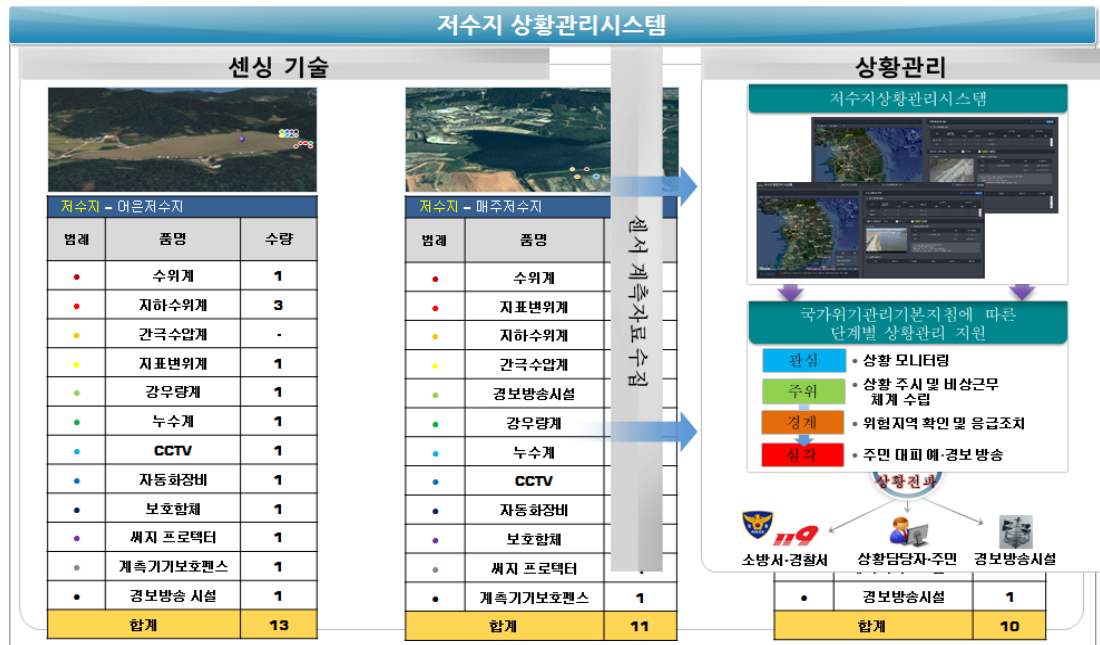 저수지 상황관리시스템
센싱 기술
상황관리
저수지 – 어은저수지
범례 품명 수량
수위계 1
지하수위계 3
간극수압계 -
지표변위계 1
강우량계 1
누수계 1
CCTV 1
자동화장비 1
보호함체 1
써지 프로텍터 1
계측기기보호펜스 1
경보방송 시설 1
합계 13
저수지 – 매주저수지
범례 품명
수위계
지표변위계
지하수위계
간극수압계
경보방송시설
강우량계
누수계
CCTV
자동화장비
보호함체
써지 프로텍터
계측기기보호펜스 1
합계 11
센서 계측자료 수집
저수지상황관리시스템
국가위기관리기본지침에 따른
단계별 상황관리 지원
관심 • 상황 모니터링
주위 • 상황 주시 및 비상근무
체계 수립
경계 • 위험지역 확인 및 응급조치
심각 • 주민 대피 예·경보 방송
상황전파
119
소방서·경찰서 상황담당자·주민 경보방송시설
경보방송시설 1
합계 10